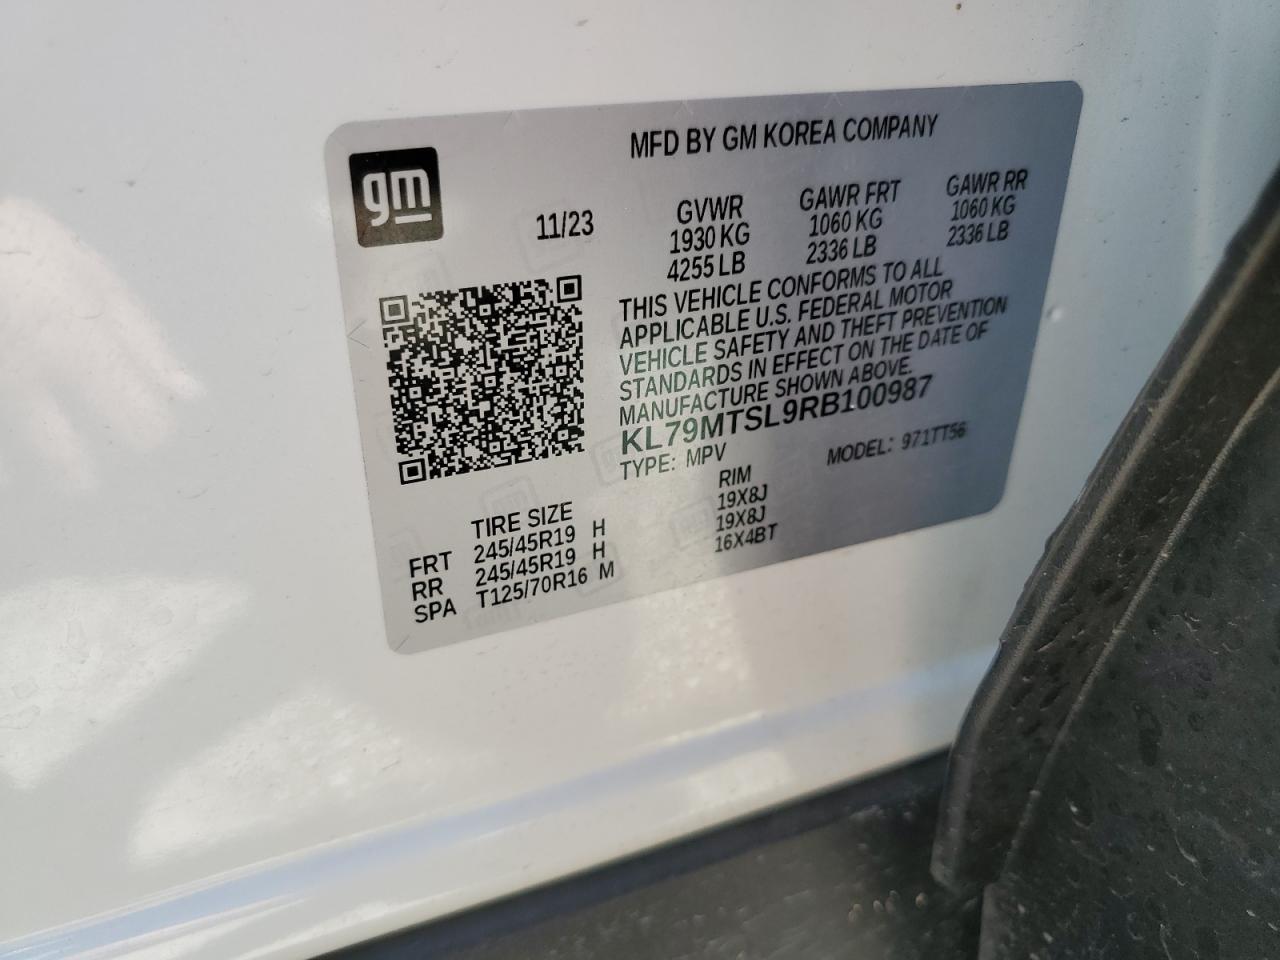 MFD BY GM KOREA COMPANY
gm
11/23
GVWR GAWR FRT GAWR RR
1930 KG 1060 KG 1060 KG
4255 LB 2336 LB 2336 LB
THIS VEHICLE CONFORMS TO ALL
APPLICABLE U.S. FEDERAL MOTOR
VEHICLE SAFETY AND THEFT PREVENTION
STANDARDS IN EFFECT ON THE DATE OF
MANUFACTURE SHOWN ABOVE.
KL79MTSL9RB100987
TYPE: MPV MODEL: 971TT56
TIRE SIZE RIM
FRT 245/45R19 H 19X8J
RR 245/45R19 H 19X8J
SPA T125/70R16 M 16X4BT